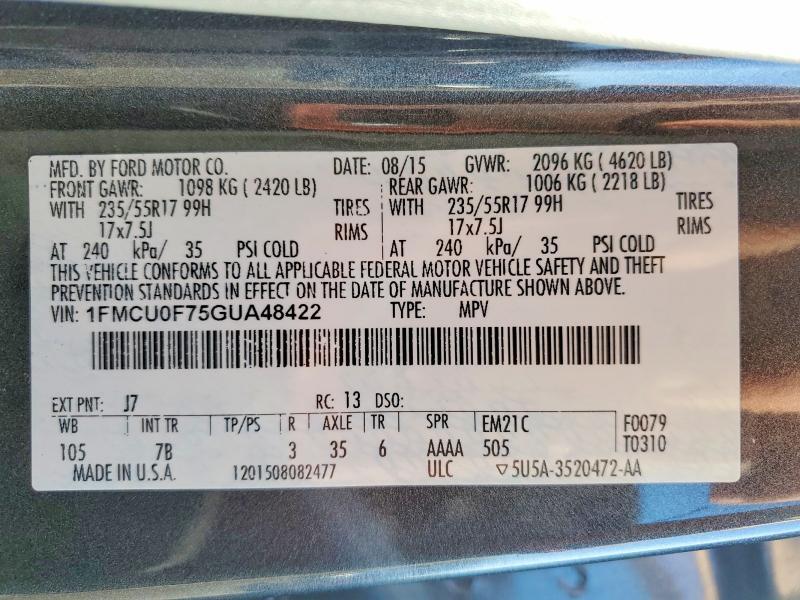 MFD. BY FORD MOTOR CO. DATE: 08/15 GVWR: 2096 KG ( 4620 LB)
FRONT GAWR: 1098 KG ( 2420 LB) REAR GAWR: 1006 KG ( 2218 LB)
WITH 235/55R17 99H TIRES WITH 235/55R17 99H TIRES
17x7.5J RIMS 17x7.5J RIMS
AT 240 kPa/ 35 PSI COLD AT 240 kPa/ 35 PSI COLD
THIS VEHICLE CONFORMS TO ALL APPLICABLE FEDERAL MOTOR VEHICLE SAFETY AND THEFT
PREVENTION STANDARDS IN EFFECT ON THE DATE OF MANUFACTURE SHOWN ABOVE.
VIN: 1FMCU0F75GUA48422 TYPE: MPV
EXT PNT: J7 RC: 13 DSO:
WB INT TR TP/PS R AXLE TR SPR EM21C F0079
105 7B 3 35 6 AAAA 505 T0310
MADE IN U.S.A. 1201508082477 ULC ▽5U5A-3520472-AA